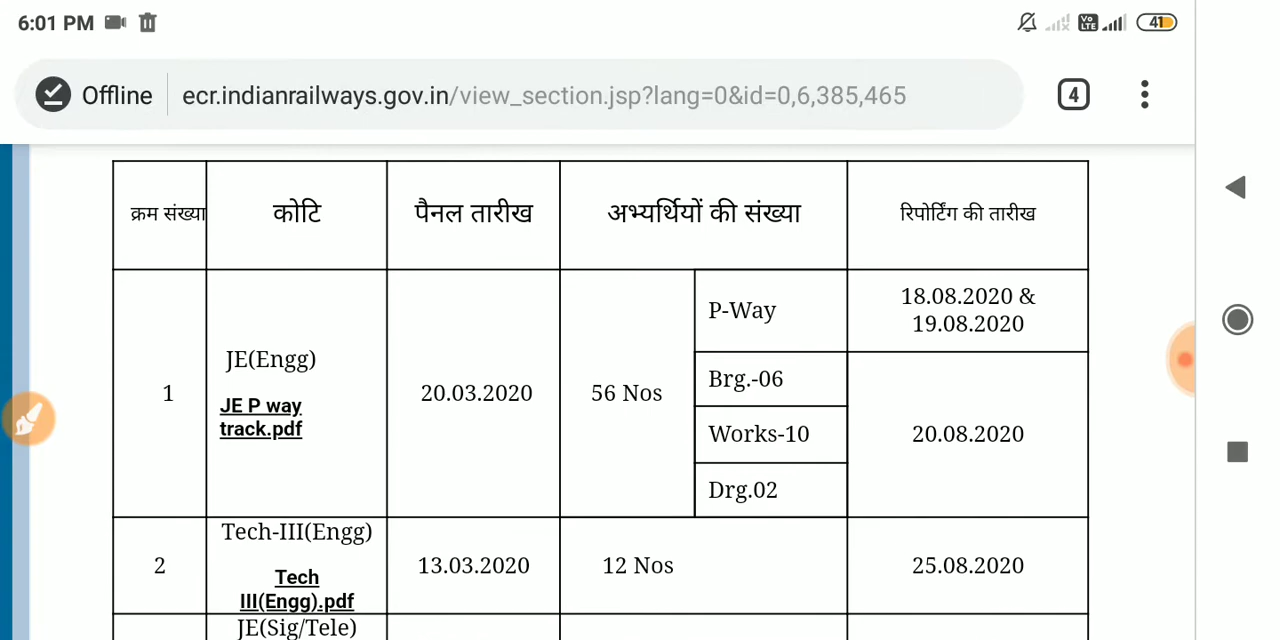 6:01 PM
Vo LTE
41
Offline
ecr.indianrailways.gov.in/view_section.jsp?lang=0&id=0,6,385,465
4
क्रम संख्या
कोटि
पैनल तारीख
अभ्यर्थियों की संख्या
रिपोर्टिंग की तारीख
1
JE(Engg)
JE P way
track.pdf
20.03.2020
56 Nos
P-Way
18.08.2020 &
19.08.2020
Brg.-06
Works-10
Drg.02
20.08.2020
2
Tech-III(Engg)
Tech
III(Engg).pdf
13.03.2020
12 Nos
25.08.2020
JE(Sig/Tele)